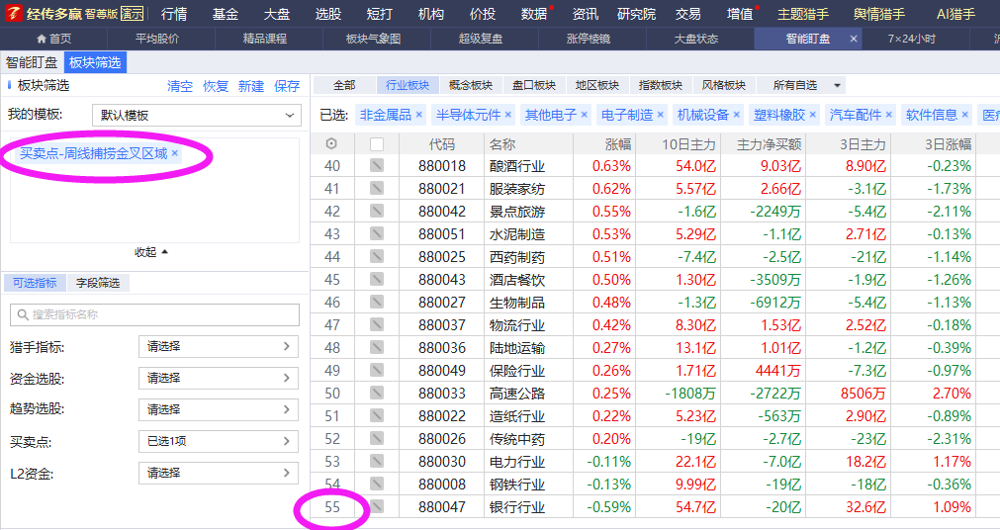 轻传多赢 智尊版 演示 行情 基金 大盘 选股 短打 机构 价投 数据 资讯 研究院 交易 增值 主题猎手 舆情猎手 AI猎手
首页 平均股价 精品课程 板块气象图 超级复盘 涨停棱镜 大盘状态 智能盯盘 × 7×24小时
智能盯盘 板块筛选
板块筛选 清空 恢复 新建 保存
我的模板: 默认模板
买卖点-周线捕捞金叉区域 ×
收起
可选指标 字段筛选
搜索指标名称
猎手指标: 请选择
资金选股: 请选择
趋势选股: 请选择
买卖点: 已选1项
L2资金: 请选择
全部 行业板块 概念板块 盘口板块 地区板块 指数板块 风格板块 所有自选
已选: 非金属品 × 半导体元件 × 其他电子 × 电子制造 × 机械设备 × 塑料橡胶 × 汽车配件 × 软件信息 × 医疗
代码 名称 涨幅 10日主力 主力净买额 3日主力 3日涨幅
40 880018 酿酒行业 0.63% 54.0亿 9.03亿 8.90亿 -0.23%
41 880021 服装家纺 0.62% 5.57亿 2.66亿 -3.1亿 -1.73%
42 880042 景点旅游 0.55% -1.6亿 -2249万 -5.4亿 -2.11%
43 880051 水泥制造 0.53% 5.29亿 -1.1亿 2.71亿 -0.13%
44 880025 西药制药 0.51% -7.4亿 -2.5亿 -21亿 -1.14%
45 880043 酒店餐饮 0.50% 1.30亿 -3509万 -1.9亿 -1.26%
46 880027 生物制品 0.48% -1.3亿 -6912万 -5.4亿 -1.13%
47 880037 物流行业 0.42% 8.30亿 1.53亿 2.52亿 -0.18%
48 880036 陆地运输 0.27% 13.1亿 1.01亿 -1.2亿 -0.39%
49 880049 保险行业 0.26% 1.71亿 4441万 -7.3亿 -0.97%
50 880033 高速公路 0.25% -1808万 -2722万 8506万 2.70%
51 880022 造纸行业 0.22% 5.23亿 -563万 2.90亿 -0.89%
52 880026 传统中药 0.20% -19亿 -2.7亿 -23亿 -2.31%
53 880030 电力行业 -0.11% 22.1亿 -7.0亿 18.2亿 1.17%
54 880008 钢铁行业 -0.13% 9.99亿 -19亿 -18亿 -0.36%
55 880047 银行行业 -0.59% 54.7亿 -20亿 32.6亿 1.09%